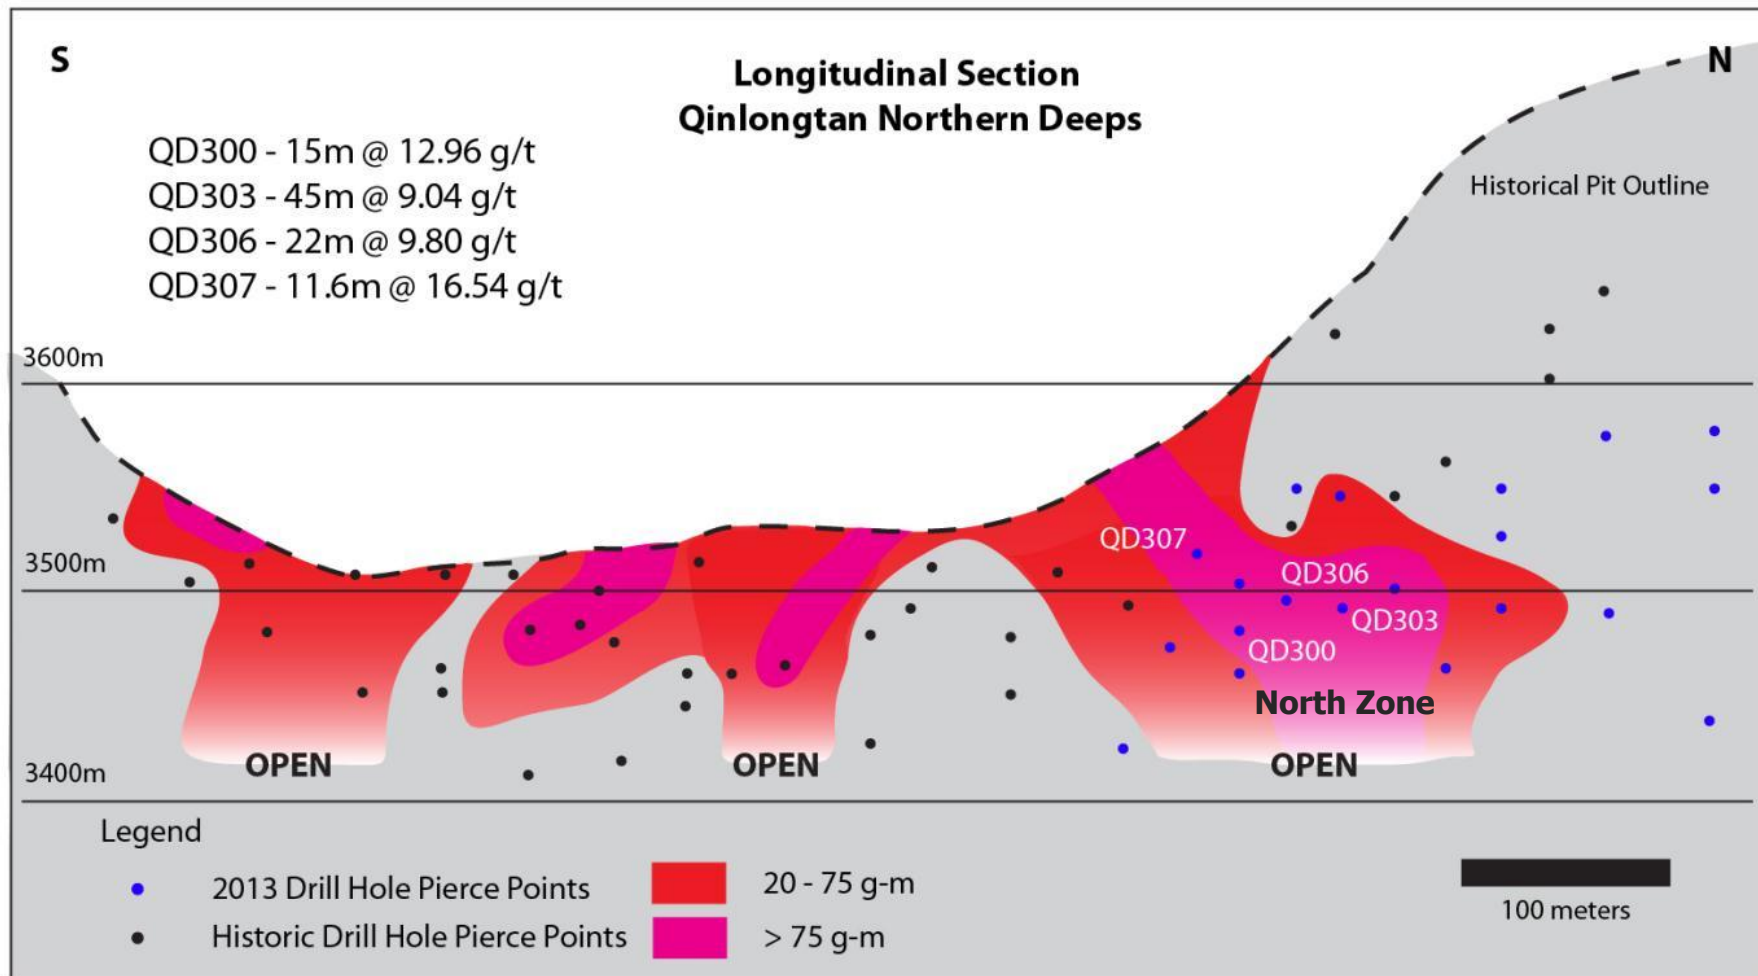 S
N
Longitudinal Section
Qinlongtan Northern Deeps
QD300 - 15m @ 12.96 g/t
QD303 - 45m @ 9.04 g/t
QD306 - 22m @ 9.80 g/t
QD307 - 11.6m @ 16.54 g/t
Historical Pit Outline
3600m
3500m
3400m
QD307
QD306
QD303
QD300
North Zone
OPEN
OPEN
OPEN
Legend
2013 Drill Hole Pierce Points
Historic Drill Hole Pierce Points
20 - 75 g-m
> 75 g-m
100 meters